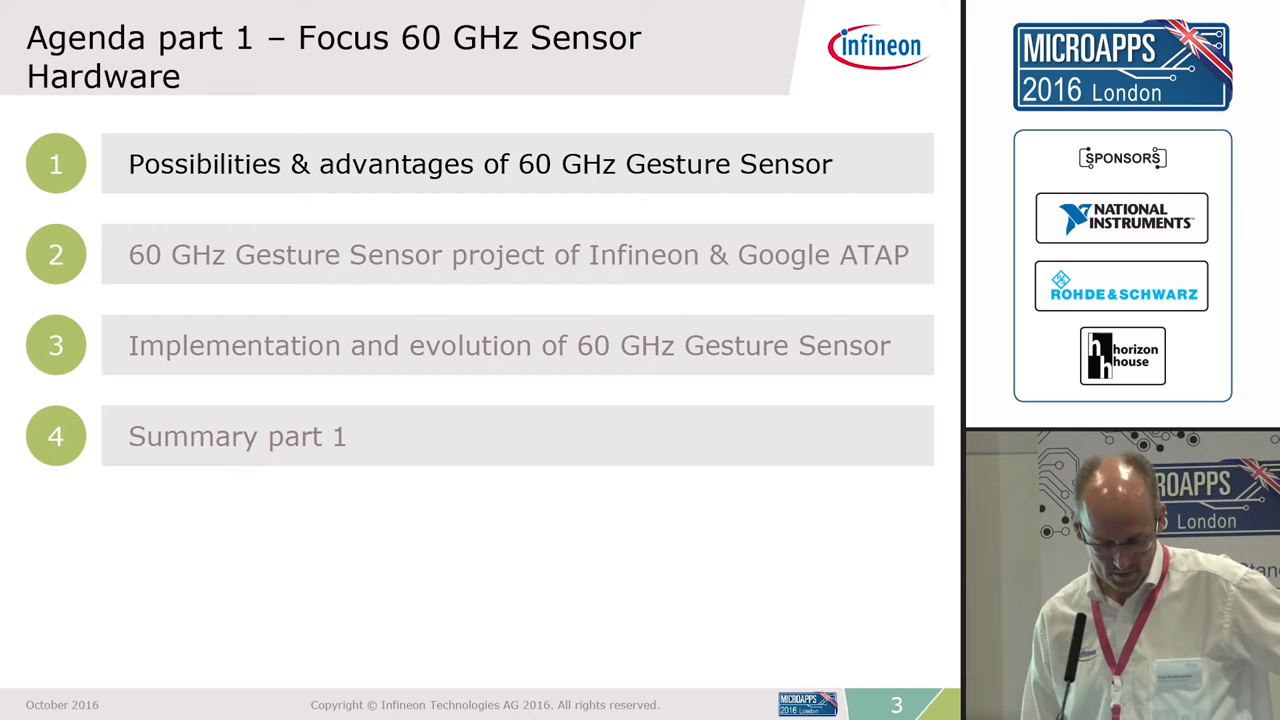 Agenda part 1 – Focus 60 GHz Sensor
Hardware
infineon
1
Possibilities & advantages of 60 GHz Gesture Sensor
2
60 GHz Gesture Sensor project of Infineon & Google ATAP
3
Implementation and evolution of 60 GHz Gesture Sensor
4
Summary part 1
October 2016
Copyright © Infineon Technologies AG 2016. All rights reserved.
MICROAPPS
2016 London
3
MICROAPPS
2016 London
SPONSORS
NATIONAL
INSTRUMENTS
ROHDE & SCHWARZ
horizon
house
ROAPPS
London